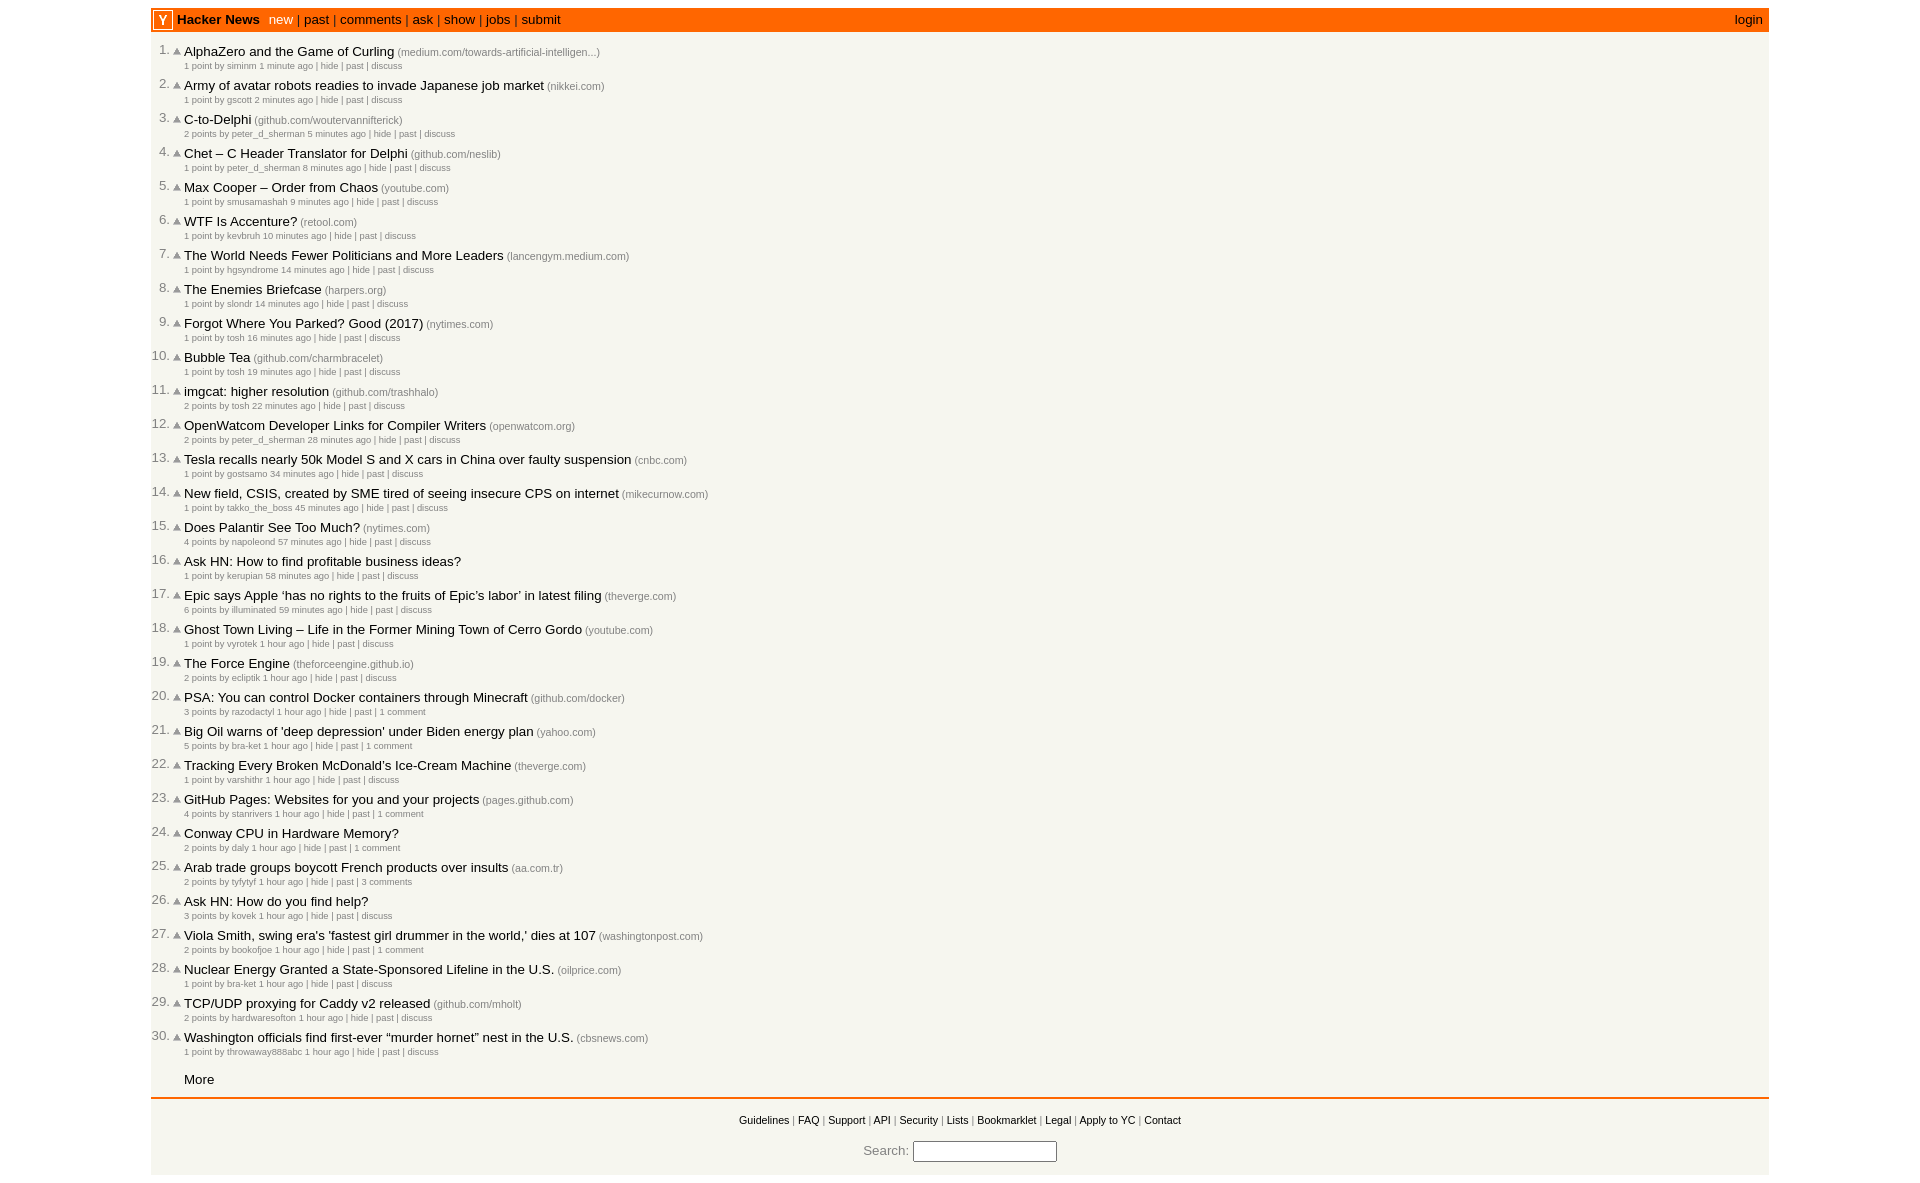 Y Hacker News new | past | comments | ask | show | jobs | submit login
1. AlphaZero and the Game of Curling (medium.com/towards-artificial-intelligen...)
1 point by siminm 1 minute ago | hide | past | discuss
2. Army of avatar robots readies to invade Japanese job market (nikkei.com)
1 point by gscott 2 minutes ago | hide | past | discuss
3. C-to-Delphi (github.com/woutervannifterick)
2 points by peter_d_sherman 5 minutes ago | hide | past | discuss
4. Chet – C Header Translator for Delphi (github.com/neslib)
1 point by peter_d_sherman 8 minutes ago | hide | past | discuss
5. Max Cooper – Order from Chaos (youtube.com)
1 point by smusamashah 9 minutes ago | hide | past | discuss
6. WTF Is Accenture? (retool.com)
1 point by kevbruh 10 minutes ago | hide | past | discuss
7. The World Needs Fewer Politicians and More Leaders (lancengym.medium.com)
1 point by hgsyndrome 14 minutes ago | hide | past | discuss
8. The Enemies Briefcase (harpers.org)
1 point by slondr 14 minutes ago | hide | past | discuss
9. Forgot Where You Parked? Good (2017) (nytimes.com)
1 point by tosh 16 minutes ago | hide | past | discuss
10. Bubble Tea (github.com/charmbracelet)
1 point by tosh 19 minutes ago | hide | past | discuss
11. imgcat: higher resolution (github.com/trashhalo)
2 points by tosh 22 minutes ago | hide | past | discuss
12. OpenWatcom Developer Links for Compiler Writers (openwatcom.org)
2 points by peter_d_sherman 28 minutes ago | hide | past | discuss
13. Tesla recalls nearly 50k Model S and X cars in China over faulty suspension (cnbc.com)
1 point by gostsamo 34 minutes ago | hide | past | discuss
14. New field, CSIS, created by SME tired of seeing insecure CPS on internet (mikecurnow.com)
1 point by takko_the_boss 45 minutes ago | hide | past | discuss
15. Does Palantir See Too Much? (nytimes.com)
4 points by napoleond 57 minutes ago | hide | past | discuss
16. Ask HN: How to find profitable business ideas?
1 point by kerupian 58 minutes ago | hide | past | discuss
17. Epic says Apple ‘has no rights to the fruits of Epic’s labor’ in latest filing (theverge.com)
6 points by illuminated 59 minutes ago | hide | past | discuss
18. Ghost Town Living – Life in the Former Mining Town of Cerro Gordo (youtube.com)
1 point by vyrotek 1 hour ago | hide | past | discuss
19. The Force Engine (theforceengine.github.io)
2 points by ecliptik 1 hour ago | hide | past | discuss
20. PSA: You can control Docker containers through Minecraft (github.com/docker)
3 points by razodactyl 1 hour ago | hide | past | 1 comment
21. Big Oil warns of 'deep depression' under Biden energy plan (yahoo.com)
5 points by bra-ket 1 hour ago | hide | past | 1 comment
22. Tracking Every Broken McDonald’s Ice-Cream Machine (theverge.com)
1 point by varshithr 1 hour ago | hide | past | discuss
23. GitHub Pages: Websites for you and your projects (pages.github.com)
4 points by stanrivers 1 hour ago | hide | past | 1 comment
24. Conway CPU in Hardware Memory?
2 points by daly 1 hour ago | hide | past | 1 comment
25. Arab trade groups boycott French products over insults (aa.com.tr)
2 points by tyfytyf 1 hour ago | hide | past | 3 comments
26. Ask HN: How do you find help?
3 points by kovek 1 hour ago | hide | past | discuss
27. Viola Smith, swing era's 'fastest girl drummer in the world,' dies at 107 (washingtonpost.com)
2 points by bookofjoe 1 hour ago | hide | past | 1 comment
28. Nuclear Energy Granted a State-Sponsored Lifeline in the U.S. (oilprice.com)
1 point by bra-ket 1 hour ago | hide | past | discuss
29. TCP/UDP proxying for Caddy v2 released (github.com/mholt)
2 points by hardwaresofton 1 hour ago | hide | past | discuss
30. Washington officials find first-ever “murder hornet” nest in the U.S. (cbsnews.com)
1 point by throwaway888abc 1 hour ago | hide | past | discuss
More
Guidelines | FAQ | Support | API | Security | Lists | Bookmarklet | Legal | Apply to YC | Contact
Search: